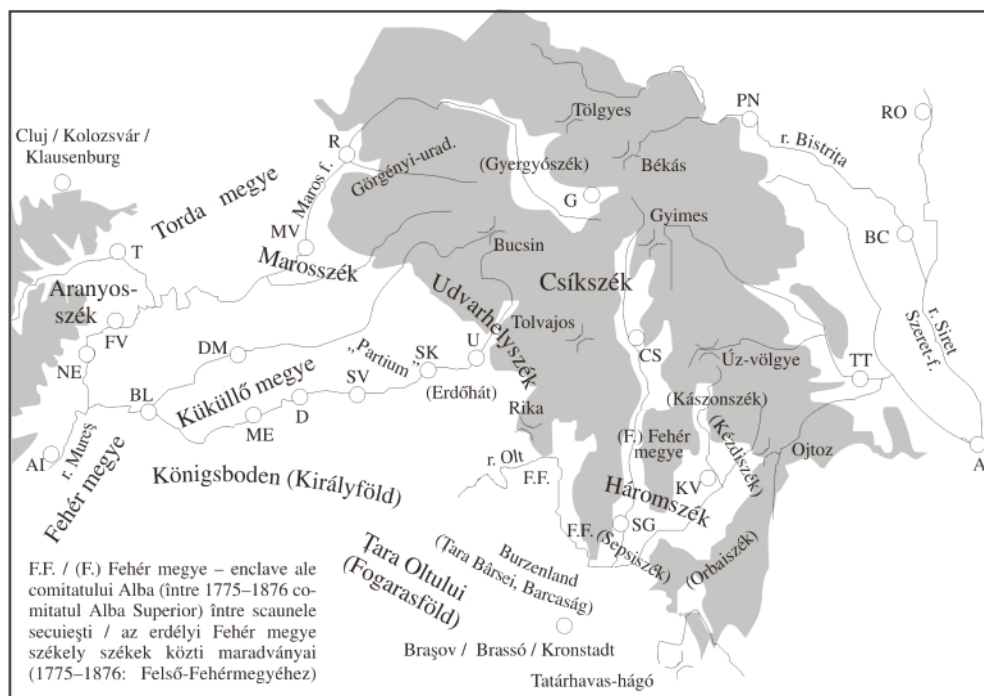 Cluj / Kolozsvár /
Klausenburg
Torda megye
T
Aranyos-
szék
FV
NE
R
Maros f.
Görgényi-urad.
MV
Marosszék
Tölgyes
(Gyergyószék)
Békás
G
Gyimes
PN
r. Bistrița
RO
BC
r. Siret
Szeret-f.
Bucsin
Csíkszék
Udvarhelyszék
Tolvajos
CS
Úz-völgye
TT
A
DM
„Partium”
SK
U
(Erdőhát)
SV
Küküllő megye
D
ME
BL
AI
r. Mureș
Fehér megye
Rika
(Kászonszék)
(F.) Fehér
megye
(Kézdiszék)
Ojtoz
KV
Háromszék
Königsboden (Királyföld)
r. Olt
F.F.
F.F.
SG
(Sepsiszék)
(Orbaiszék)
Țara Oltului
(Fogarasföld)
Burzenland
(Țara Bârsei, Barcaság)
Brașov / Brassó / Kronstadt
Tatárhavas-hágó
F.F. / (F.) Fehér megye – enclave ale
comitatului Alba (între 1775–1876 co-
mitatul Alba Superior) între scaunele
secuiești / az erdélyi Fehér megye
székely székek közti maradványai
(1775–1876: Felső-Fehérmegyéhez)